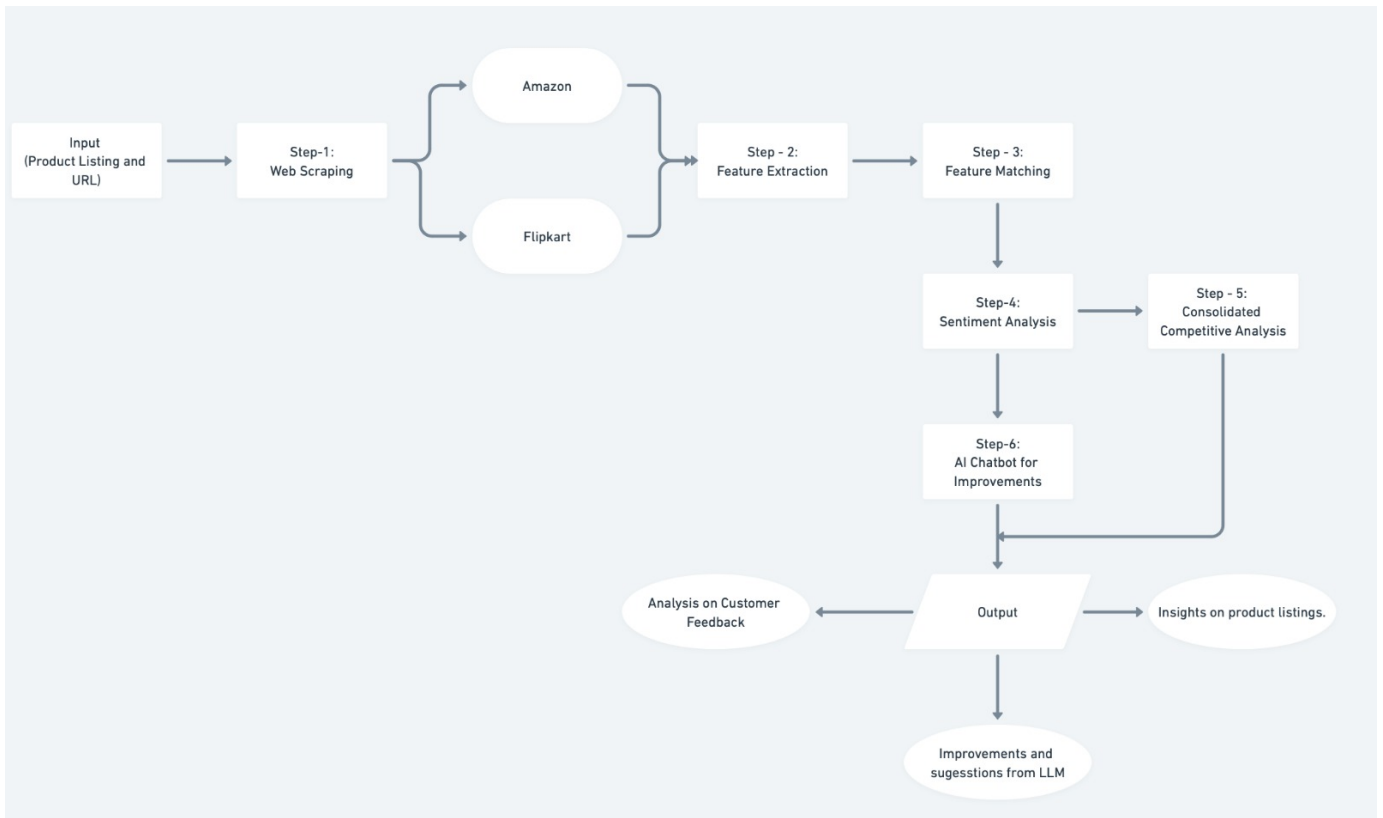 Input
(Product Listing and
URL)
Step-1:
Web Scraping
Amazon
Flipkart
Step - 2:
Feature Extraction
Step - 3:
Feature Matching
Step-4:
Sentiment Analysis
Step - 5:
Consolidated
Competitive Analysis
Step-6:
AI Chatbot for
Improvements
Output
Analysis on Customer
Feedback
Insights on product listings.
Improvements and
sugesstions from LLM